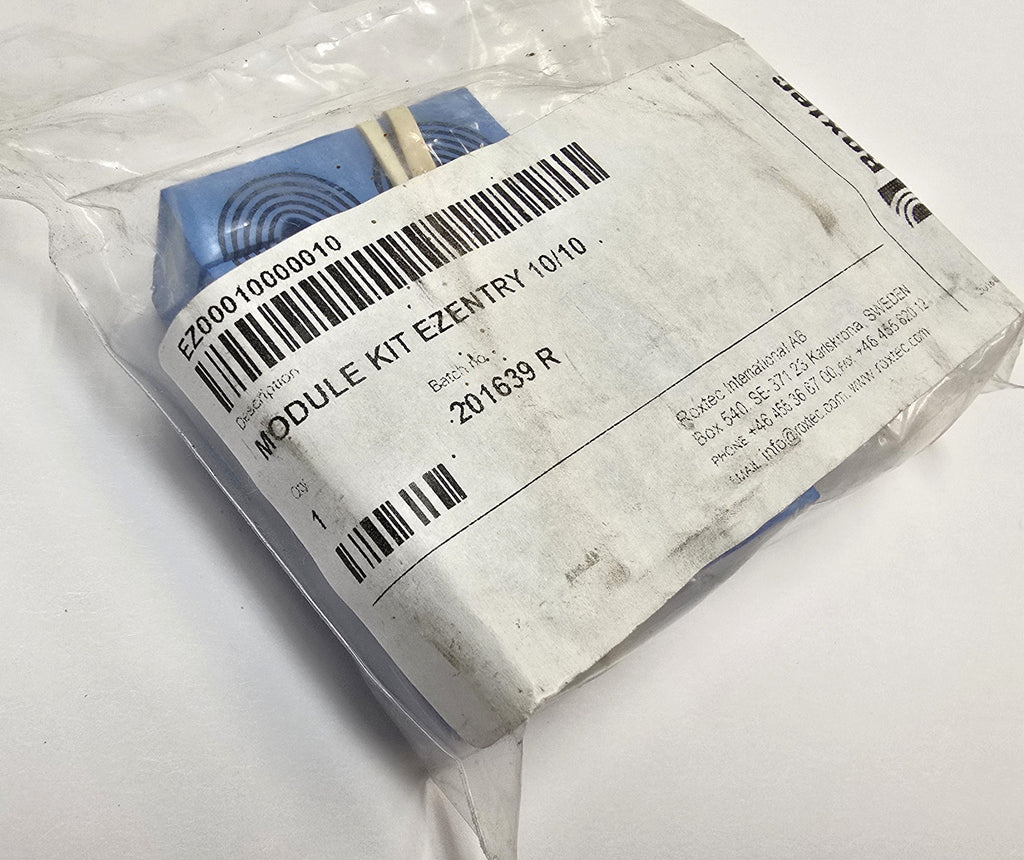 Roxtec
EZ00010000010
Description
MODULE KIT EZENTRY 10/10
Batch No.
201639 R
Qty
1
Roxtec International AB
Box 540, SE-371 23 Karlskrona, SWEDEN
PHONE +46 455 36 67 00, FAX +46 455 820 12
EMAIL info@roxtec.com, www.roxtec.com